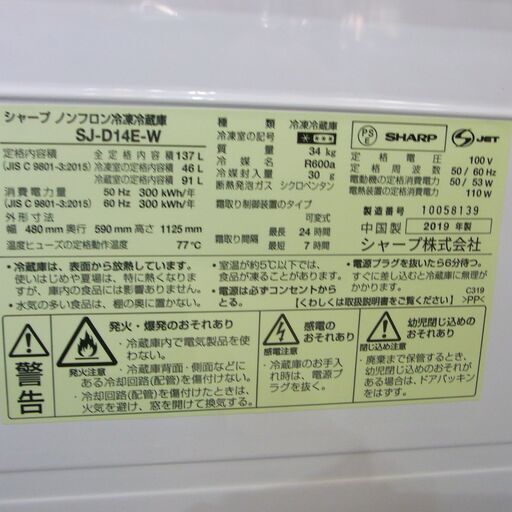 シャープ ノンフロン冷凍冷蔵庫
SJ-D14E-W
定格内容積 全定格内容積 137 L
(JIS C 9801-3:2015) 冷凍室の定格内容積 46 L
冷蔵室の定格内容積 91 L
消費電力量 50 Hz 300 kWh/年
(JIS C 9801-3:2015) 60 Hz 300 kWh/年
外形寸法
幅 480 mm 奥行 590 mm 高さ 1125 mm
温度ヒューズの定格動作温度 77℃
種類 冷凍冷蔵庫
冷凍室の記号
質量 34 kg
冷媒 R600a
冷媒封入量 30 g
断熱発泡ガス シクロペンタン
霜取り制御装置のタイプ
可変式
霜取り間隔 最長 24 時間
最短 7 時間
PS
E
SHARP
JET
定格電圧 100 V
定格周波数 50 / 60 Hz
電動機の定格消費電力 50 / 53 W
電熱装置の定格消費電力 110 W
製造番号 10058139
中国製 2019 年製
シャープ株式会社
●冷蔵庫は、表面から放熱しています。
使いはじめや夏場は、特に熱くなりま
すが、庫内の食品には影響ありません。
●水気の多い食品は、棚の奥に置かない。
●室温が約5℃以下では、
食品が凍ることがあります。
●電源は必ずコンセントから
とる。
●電源プラグを抜いたら6分待つ。
すぐに差し込むと冷蔵庫に無理が
かかります。
【くわしくは取扱説明書をご覧ください】
C319
>PP<
警告
発火注意
発火・爆発のおそれあり
・冷蔵庫内で電気製品を使
わない。
・冷蔵庫背面・側面などに
ある冷却回路(配管)を傷付けない。
・冷却回路(配管)を傷付けたときは、
火気を避け、窓を開けて換気する。
感電注意
感電の
おそれあり
冷蔵庫のお手入
れ時は、電源プ
ラグを抜く。
閉じ込め注意
幼児閉じ込めの
おそれあり
廃棄まで保管するときで、
幼児閉じ込めのおそれが
ある場合は、ドアパッキン
をはずす。